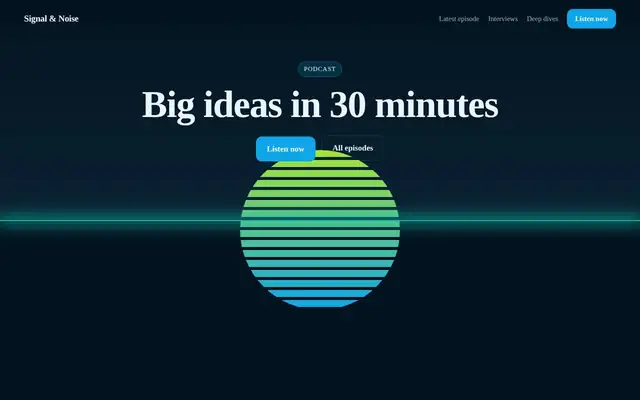 Signal & Noise
Latest episode Interviews Deep dives Listen now
PODCAST
Big ideas in 30 minutes
Listen now All episodes